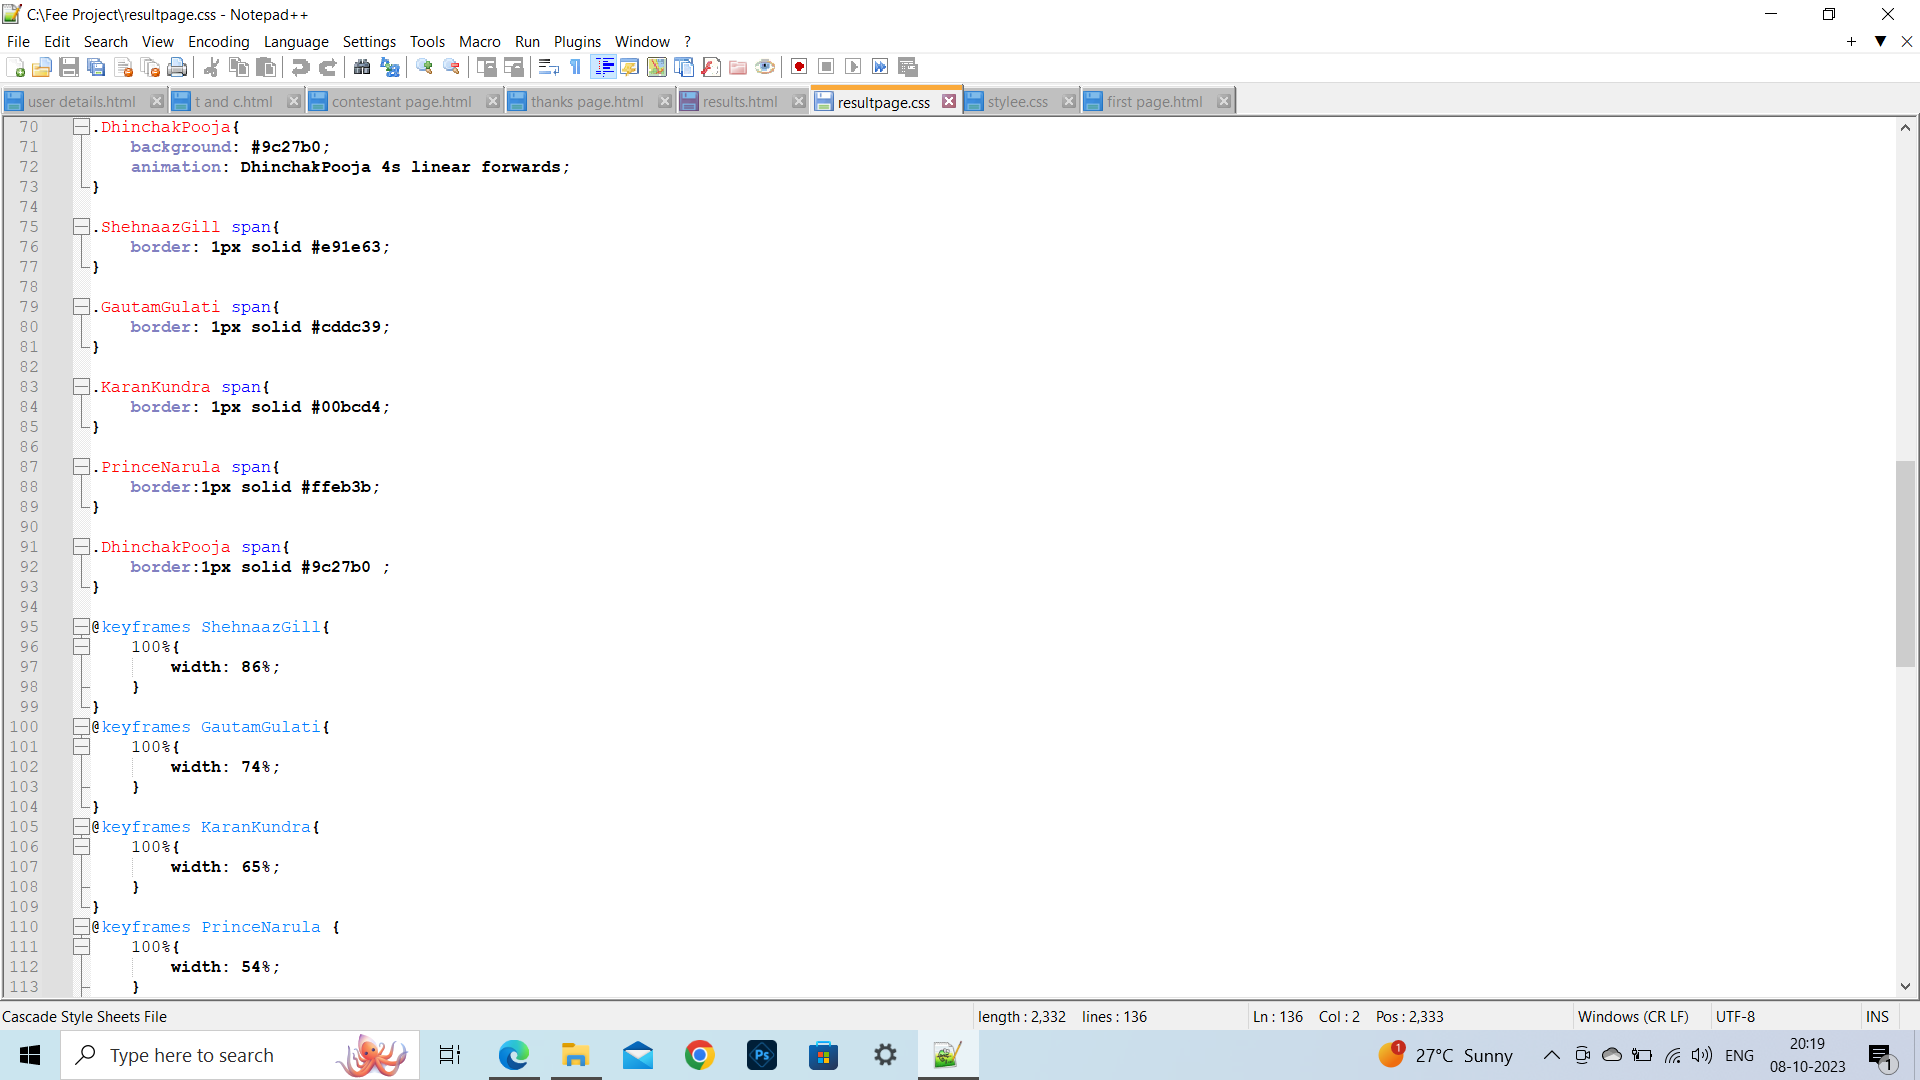 C:\Fee Project\resultpage.css - Notepad++
File Edit Search View Encoding Language Settings Tools Macro Run Plugins Window ?
user details.html t and c.html contestant page.html thanks page.html results.html resultpage.css stylee.css first page.html
70 .DhinchakPooja{
71 background: #9c27b0;
72 animation: DhinchakPooja 4s linear forwards;
73 }
74
75 .ShehnaazGill span{
76 border: 1px solid #e91e63;
77 }
78
79 .GautamGulati span{
80 border: 1px solid #cddc39;
81 }
82
83 .KaranKundra span{
84 border: 1px solid #00bcd4;
85 }
86
87 .PrinceNarula span{
88 border:1px solid #ffeb3b;
89 }
90
91 .DhinchakPooja span{
92 border:1px solid #9c27b0 ;
93 }
94
95 @keyframes ShehnaazGill{
96 100%{
97 width: 86%;
98 }
99 }
100 @keyframes GautamGulati{
101 100%{
102 width: 74%;
103 }
104 }
105 @keyframes KaranKundra{
106 100%{
107 width: 65%;
108 }
109 }
110 @keyframes PrinceNarula {
111 100%{
112 width: 54%;
113 }
Cascade Style Sheets File length : 2,332 lines : 136 Ln : 136 Col : 2 Pos : 2,333 Windows (CR LF) UTF-8 INS
Type here to search Ps 1 27°C Sunny ENG 20:19
08-10-2023 1